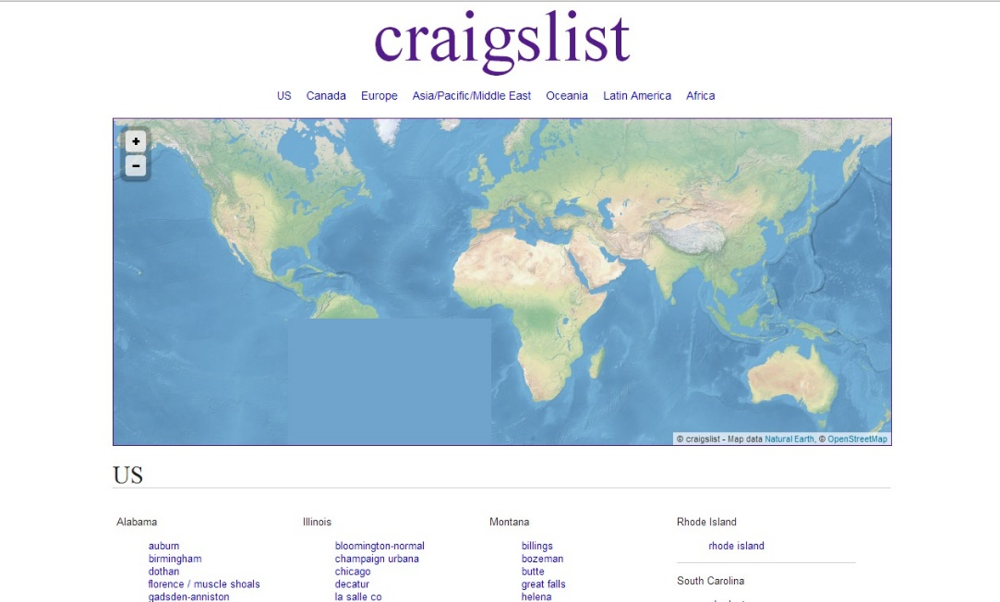 craigslist
US Canada Europe Asia/Pacific/Middle East Oceania Latin America Africa
+
−
© craigslist - Map data Natural Earth, © OpenStreetMap
US
Alabama Illinois Montana Rhode Island
auburn bloomington-normal billings rhode island
birmingham champaign urbana bozeman
dothan chicago butte
florence / muscle shoals decatur great falls South Carolina
gadsden-anniston la salle co helena